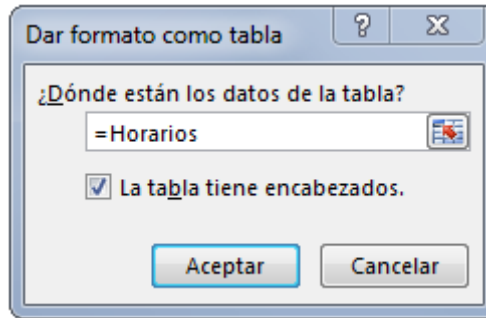 Dar formato como tabla
¿Dónde están los datos de la tabla?
=Horarios
La tabla tiene encabezados.
Aceptar Cancelar